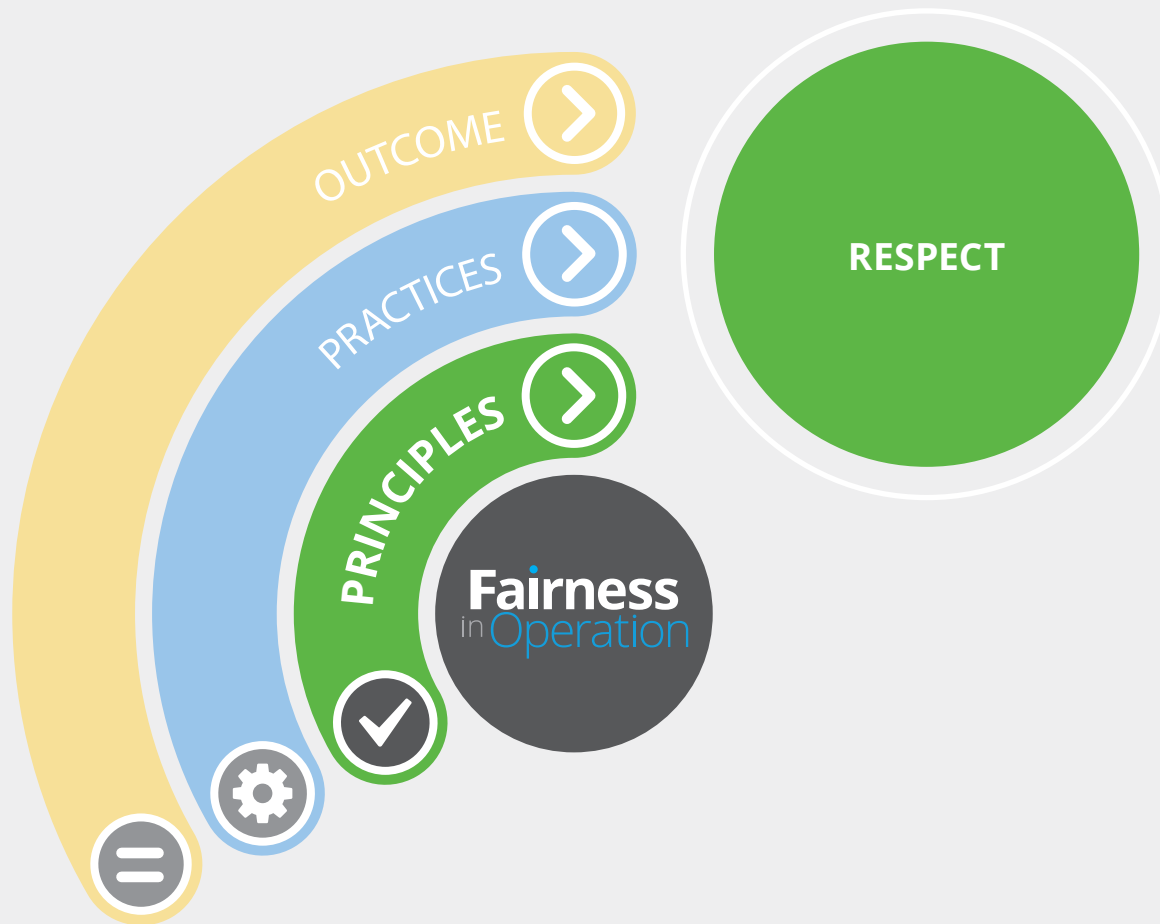 OUTCOME
PRACTICES
PRINCIPLES
RESPECT
Fairness
in Operation